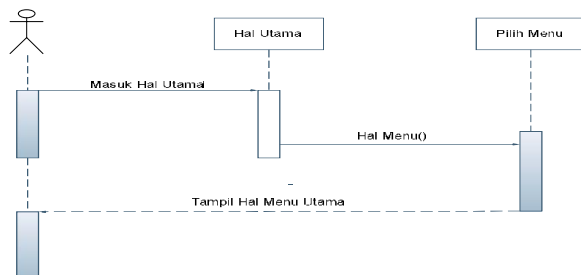 Hal Utama
Pilih Menu
Masuk Hal Utama
Hal Menu()
Tampil Hal Menu Utama